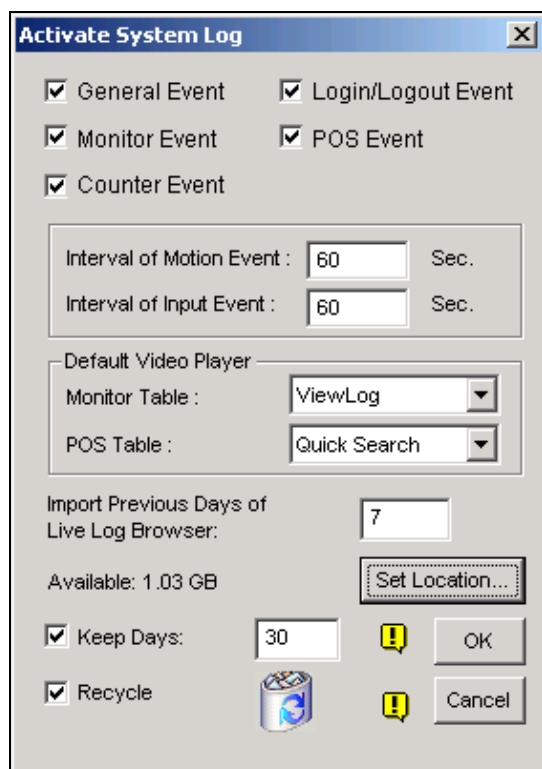 Activate System Log
General Event
Login/Logout Event
Monitor Event
POS Event
Counter Event
Interval of Motion Event : 60 Sec.
Interval of Input Event : 60 Sec.
Default Video Player
Monitor Table : ViewLog
POS Table : Quick Search
Import Previous Days of
Live Log Browser: 7
Available: 1.03 GB
Set Location...
Keep Days: 30
OK
Recycle
Cancel